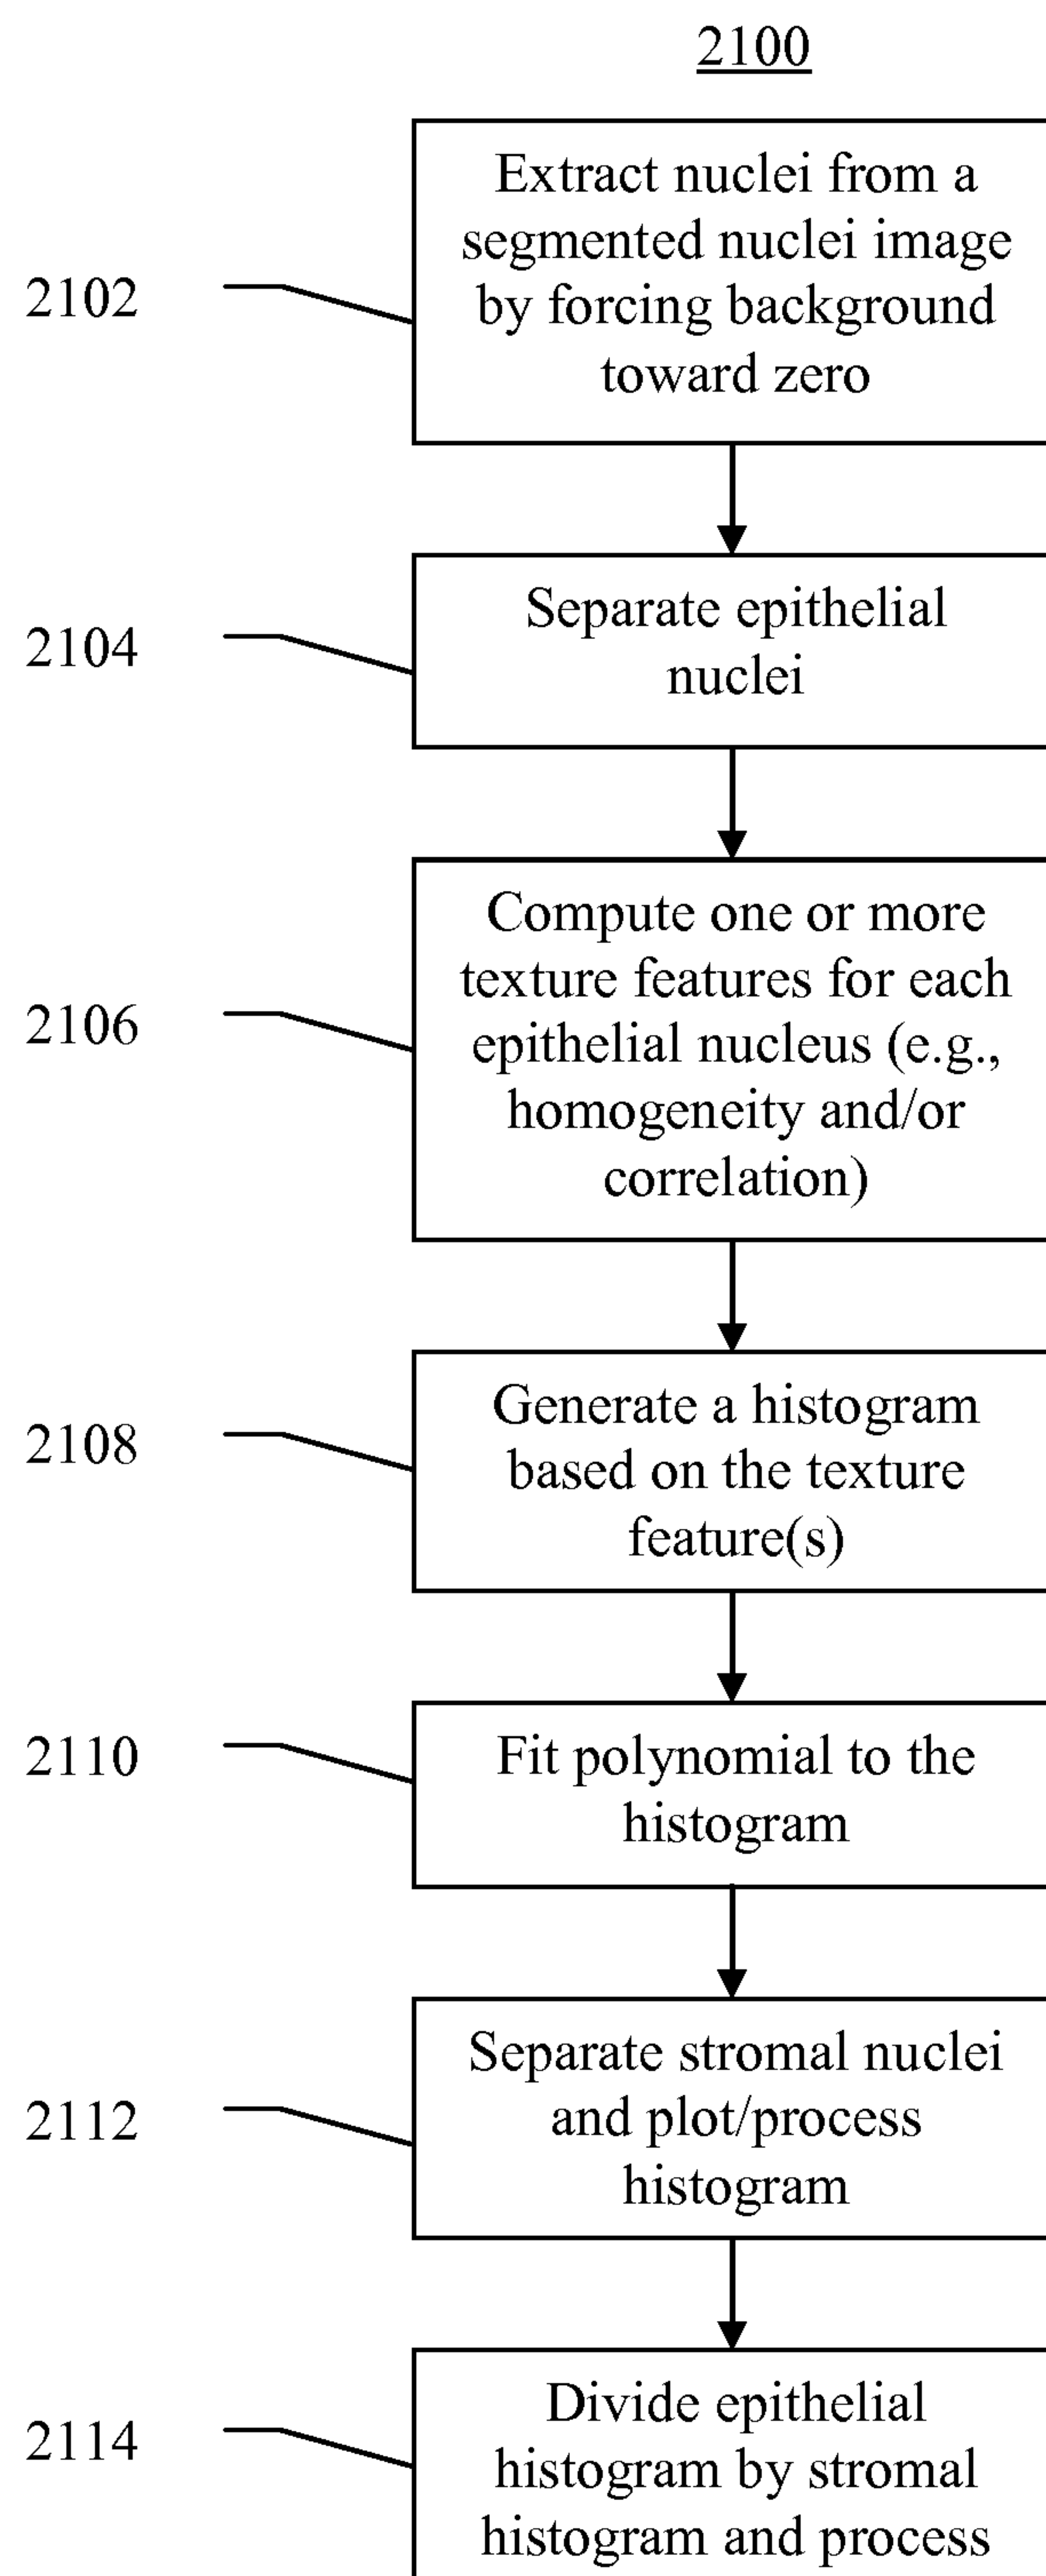 2100
Extract nuclei from a
segmented nuclei image
by forcing background
toward zero
2102
Separate epithelial
nuclei
2104
Compute one or more
texture features for each
epithelial nucleus (e.g.,
homogeneity and/or
correlation)
2106
Generate a histogram
based on the texture
feature(s)
2108
Fit polynomial to the
histogram
2110
Separate stromal nuclei
and plot/process
histogram
2112
Divide epithelial
histogram by stromal
histogram and process
2114